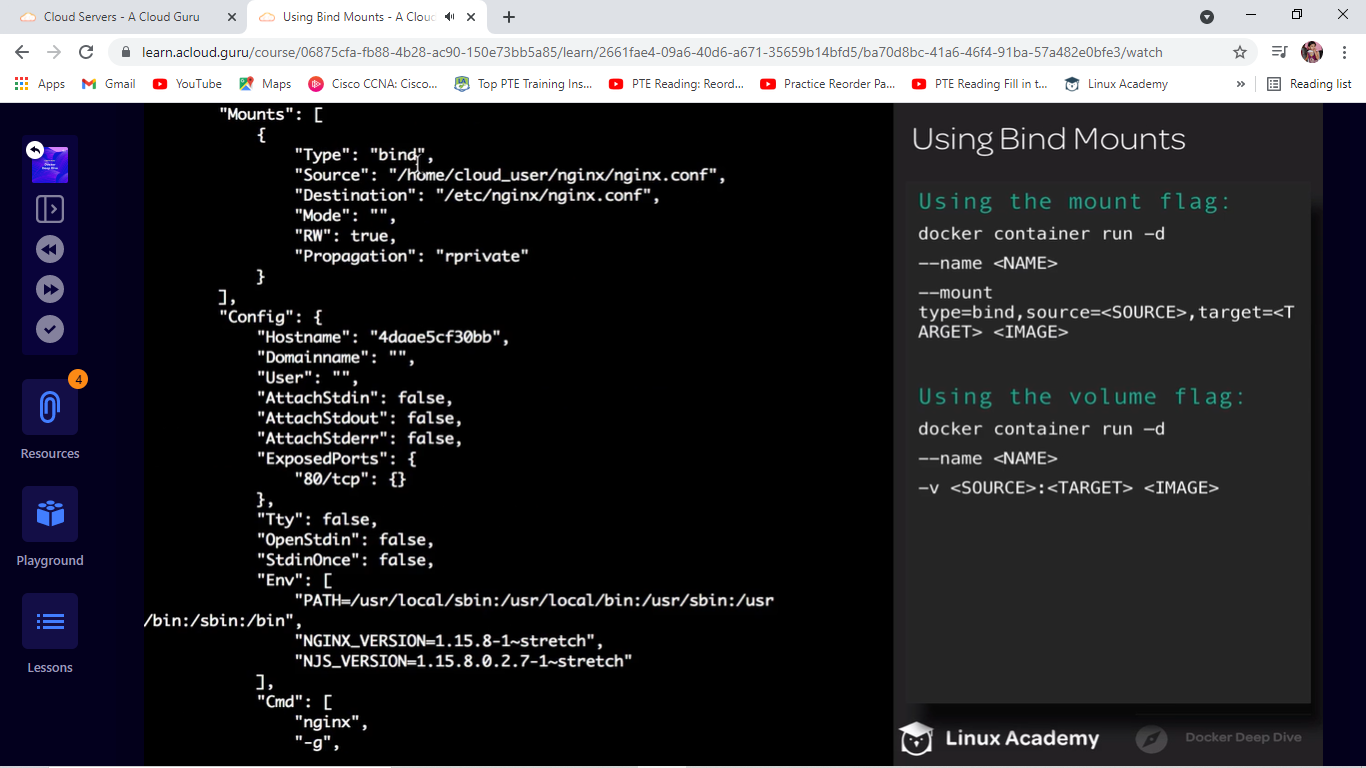 Cloud Servers - A Cloud Guru
Using Bind Mounts - A Cloud
learn.acloud.guru/course/06875cfa-fb88-4b28-ac90-150e73bb5a85/learn/2661fae4-09a6-40d6-a671-35659b14bfd5/ba70d8bc-41a6-46f4-91ba-57a482e0bfe3/watch
Apps Gmail YouTube Maps Cisco CCNA: Cisco... Top PTE Training Ins... PTE Reading: Reord... Practice Reorder Pa... PTE Reading Fill in t... Linux Academy » Reading list
4
Resources
Playground
Lessons
"Mounts": [
{
"Type": "bind",
"Source": "/home/cloud_user/nginx/nginx.conf",
"Destination": "/etc/nginx/nginx.conf",
"Mode": "",
"RW": true,
"Propagation": "rprivate"
}
],
"Config": {
"Hostname": "4daae5cf30bb",
"Domainname": "",
"User": "",
"AttachStdin": false,
"AttachStdout": false,
"AttachStderr": false,
"ExposedPorts": {
"80/tcp": {}
},
"Tty": false,
"OpenStdin": false,
"StdinOnce": false,
"Env": [
"PATH=/usr/local/sbin:/usr/local/bin:/usr/sbin:/usr
/bin:/sbin:/bin",
"NGINX_VERSION=1.15.8-1~stretch",
"NJS_VERSION=1.15.8.0.2.7-1~stretch"
],
"Cmd": [
"nginx",
"-g",
Using Bind Mounts
Using the mount flag:
docker container run -d
--name <NAME>
--mount
type=bind,source=<SOURCE>,target=<T
ARGET> <IMAGE>
Using the volume flag:
docker container run -d
--name <NAME>
-v <SOURCE>:<TARGET> <IMAGE>
Linux Academy
Docker Deep Dive